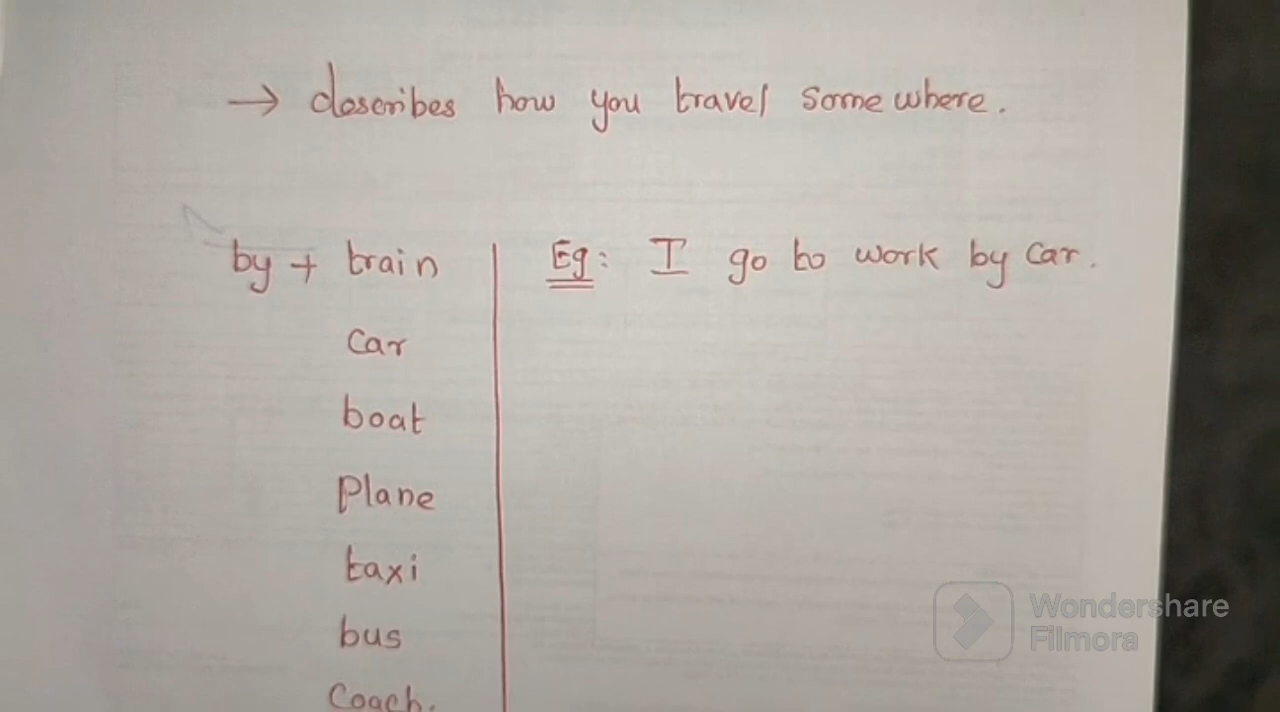 → describes how you travel somewhere.
by + train
car
boat
Plane
taxi
bus
Coach.
Eg: I go to work by car.
Wondershare
Filmora